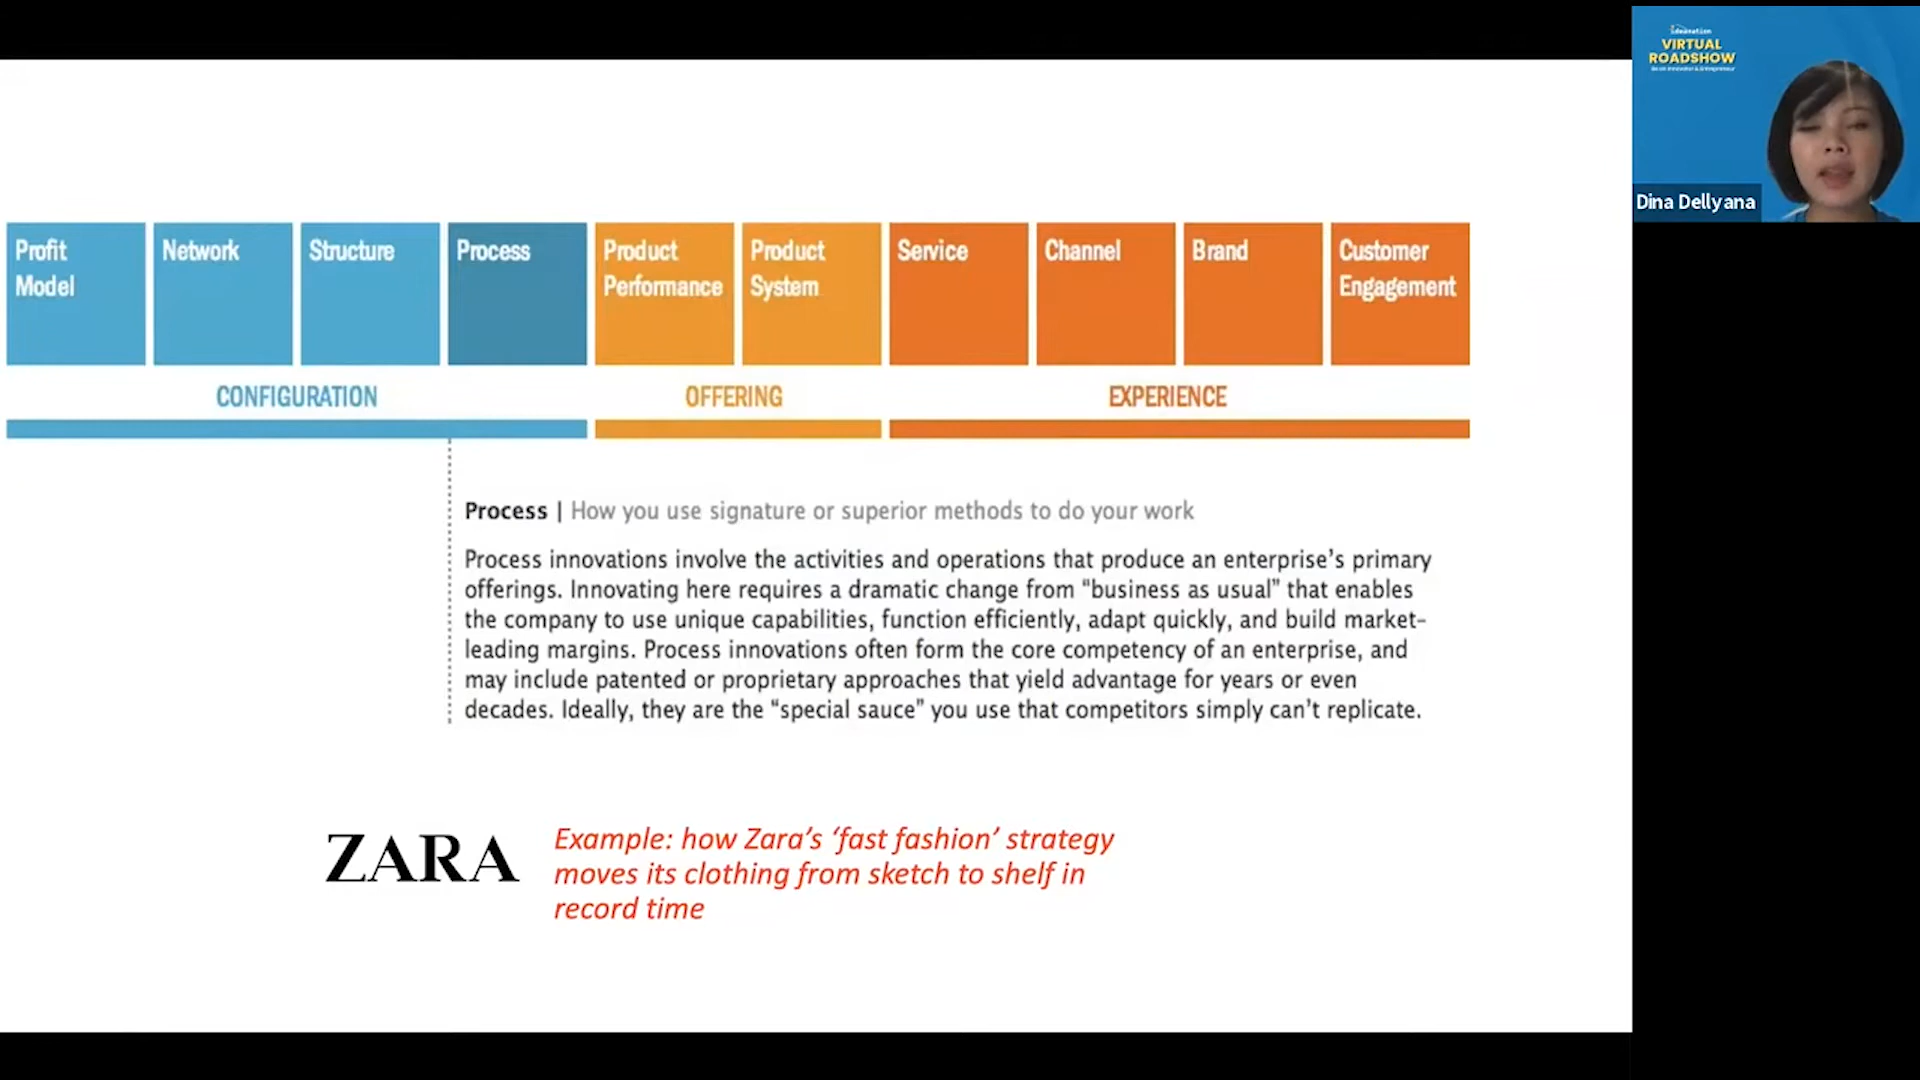 ideanation
VIRTUAL
ROADSHOW
Dina Dellyana
Profit
Model
Network
Structure
Process
Product
Performance
Product
System
Service
Channel
Brand
Customer
Engagement
CONFIGURATION
OFFERING
EXPERIENCE
Process | How you use signature or superior methods to do your work
Process innovations involve the activities and operations that produce an enterprise’s primary
offerings. Innovating here requires a dramatic change from “business as usual” that enables
the company to use unique capabilities, function efficiently, adapt quickly, and build market-
leading margins. Process innovations often form the core competency of an enterprise, and
may include patented or proprietary approaches that yield advantage for years or even
decades. Ideally, they are the “special sauce” you use that competitors simply can’t replicate.
ZARA
Example: how Zara’s ‘fast fashion’ strategy
moves its clothing from sketch to shelf in
record time